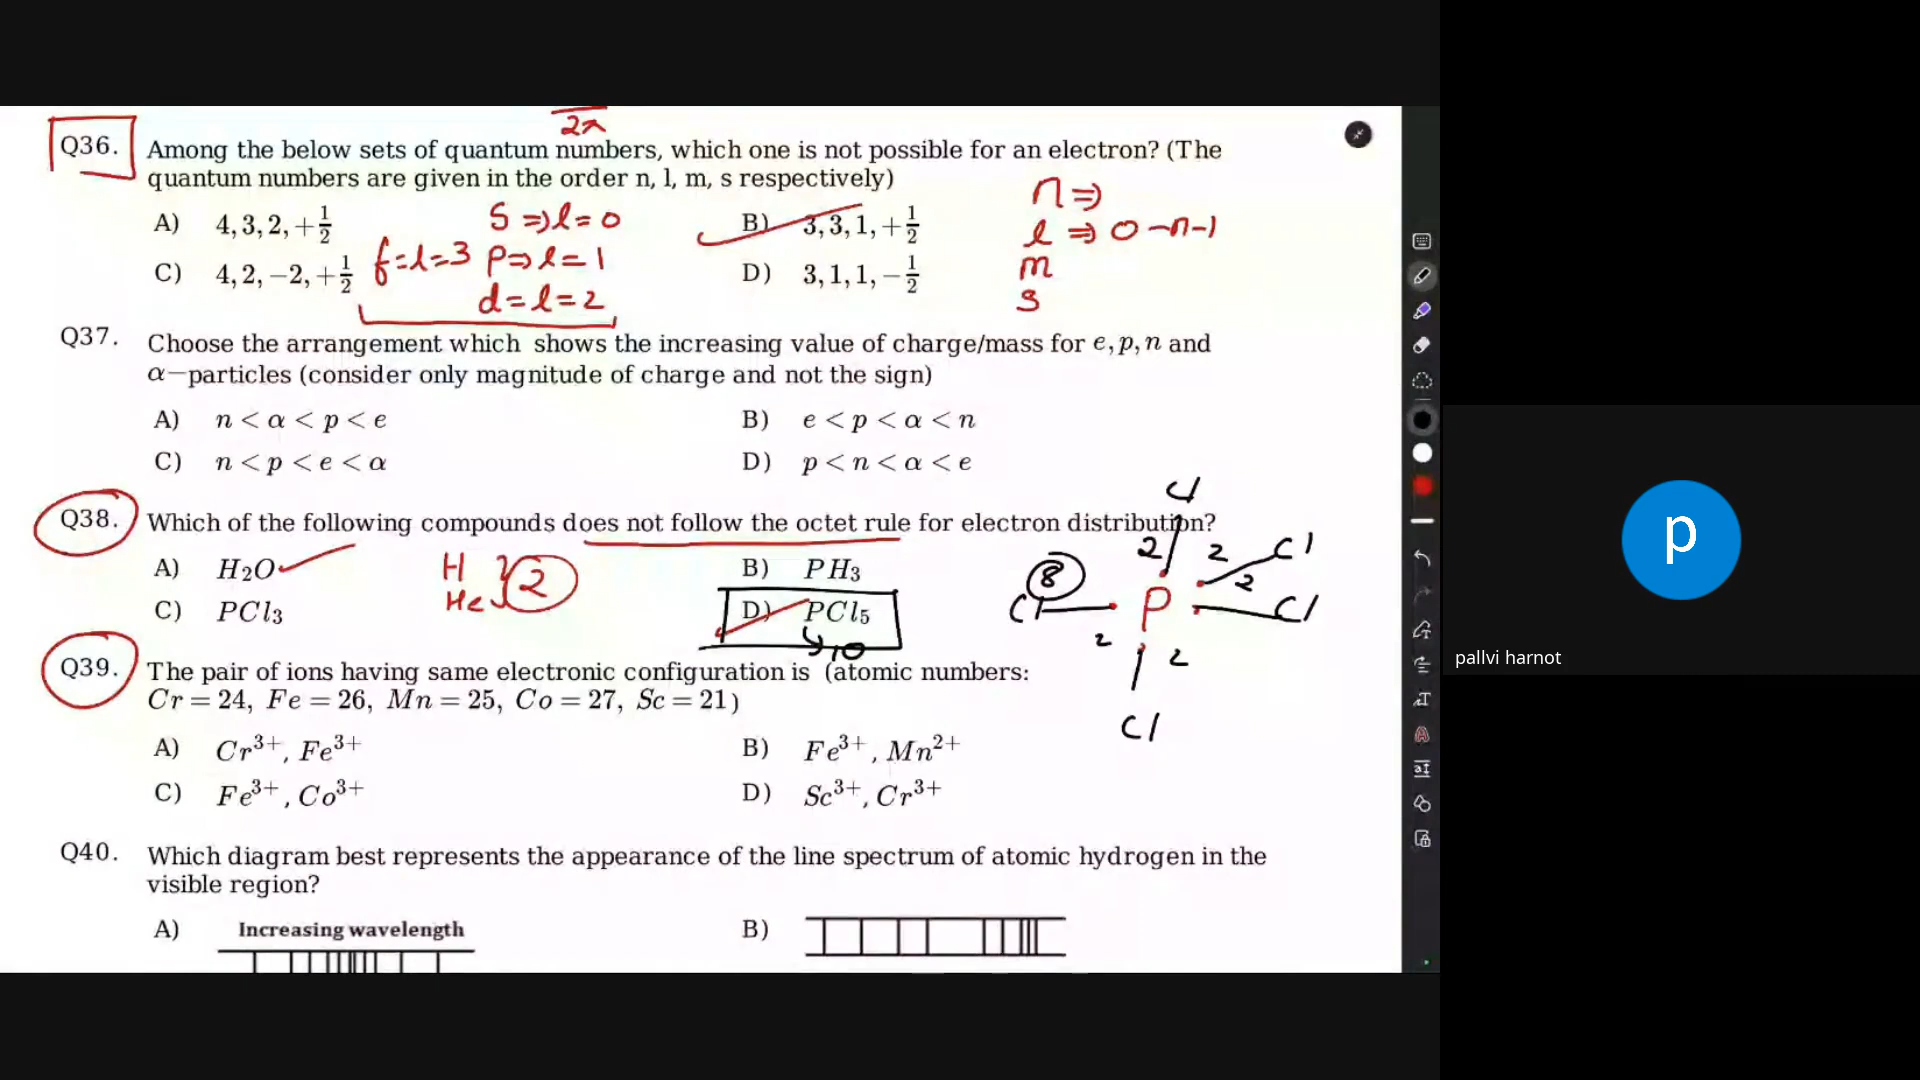 2π
Q36. Among the below sets of quantum numbers, which one is not possible for an electron? (The
quantum numbers are given in the order n, l, m, s respectively)
n ⇒
A) 4, 3, 2, +1/2 S ⇒ l = 0 B) 3, 3, 1, +1/2 l ⇒ 0 - n-1
f = l = 3 P ⇒ l = 1
C) 4, 2, −2, +1/2 D) 3, 1, 1, −1/2 m
d = l = 2 s
Q37. Choose the arrangement which shows the increasing value of charge/mass for e, p, n and
α−particles (consider only magnitude of charge and not the sign)
A) n < α < p < e B) e < p < α < n
C) n < p < e < α D) p < n < α < e
Cl
Q38. Which of the following compounds does not follow the octet rule for electron distribution?
2 2 Cl
A) H₂O H 2 B) PH₃ 8 2
He
C) PCl₃ D) PCl₅ Cl P Cl
10 2 2
Q39. The pair of ions having same electronic configuration is (atomic numbers:
Cr = 24, Fe = 26, Mn = 25, Co = 27, Sc = 21)
Cl
A) Cr³⁺, Fe³⁺ B) Fe³⁺, Mn²⁺
C) Fe³⁺, Co³⁺ D) Sc³⁺, Cr³⁺
Q40. Which diagram best represents the appearance of the line spectrum of atomic hydrogen in the
visible region?
A) Increasing wavelength B)
p
pallvi harnot